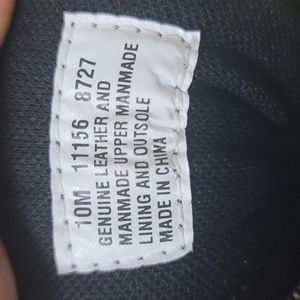 10M 11156 8727
GENUINE LEATHER AND
MANMADE UPPER MANMADE
LINING AND OUTSOLE
MADE IN CHINA